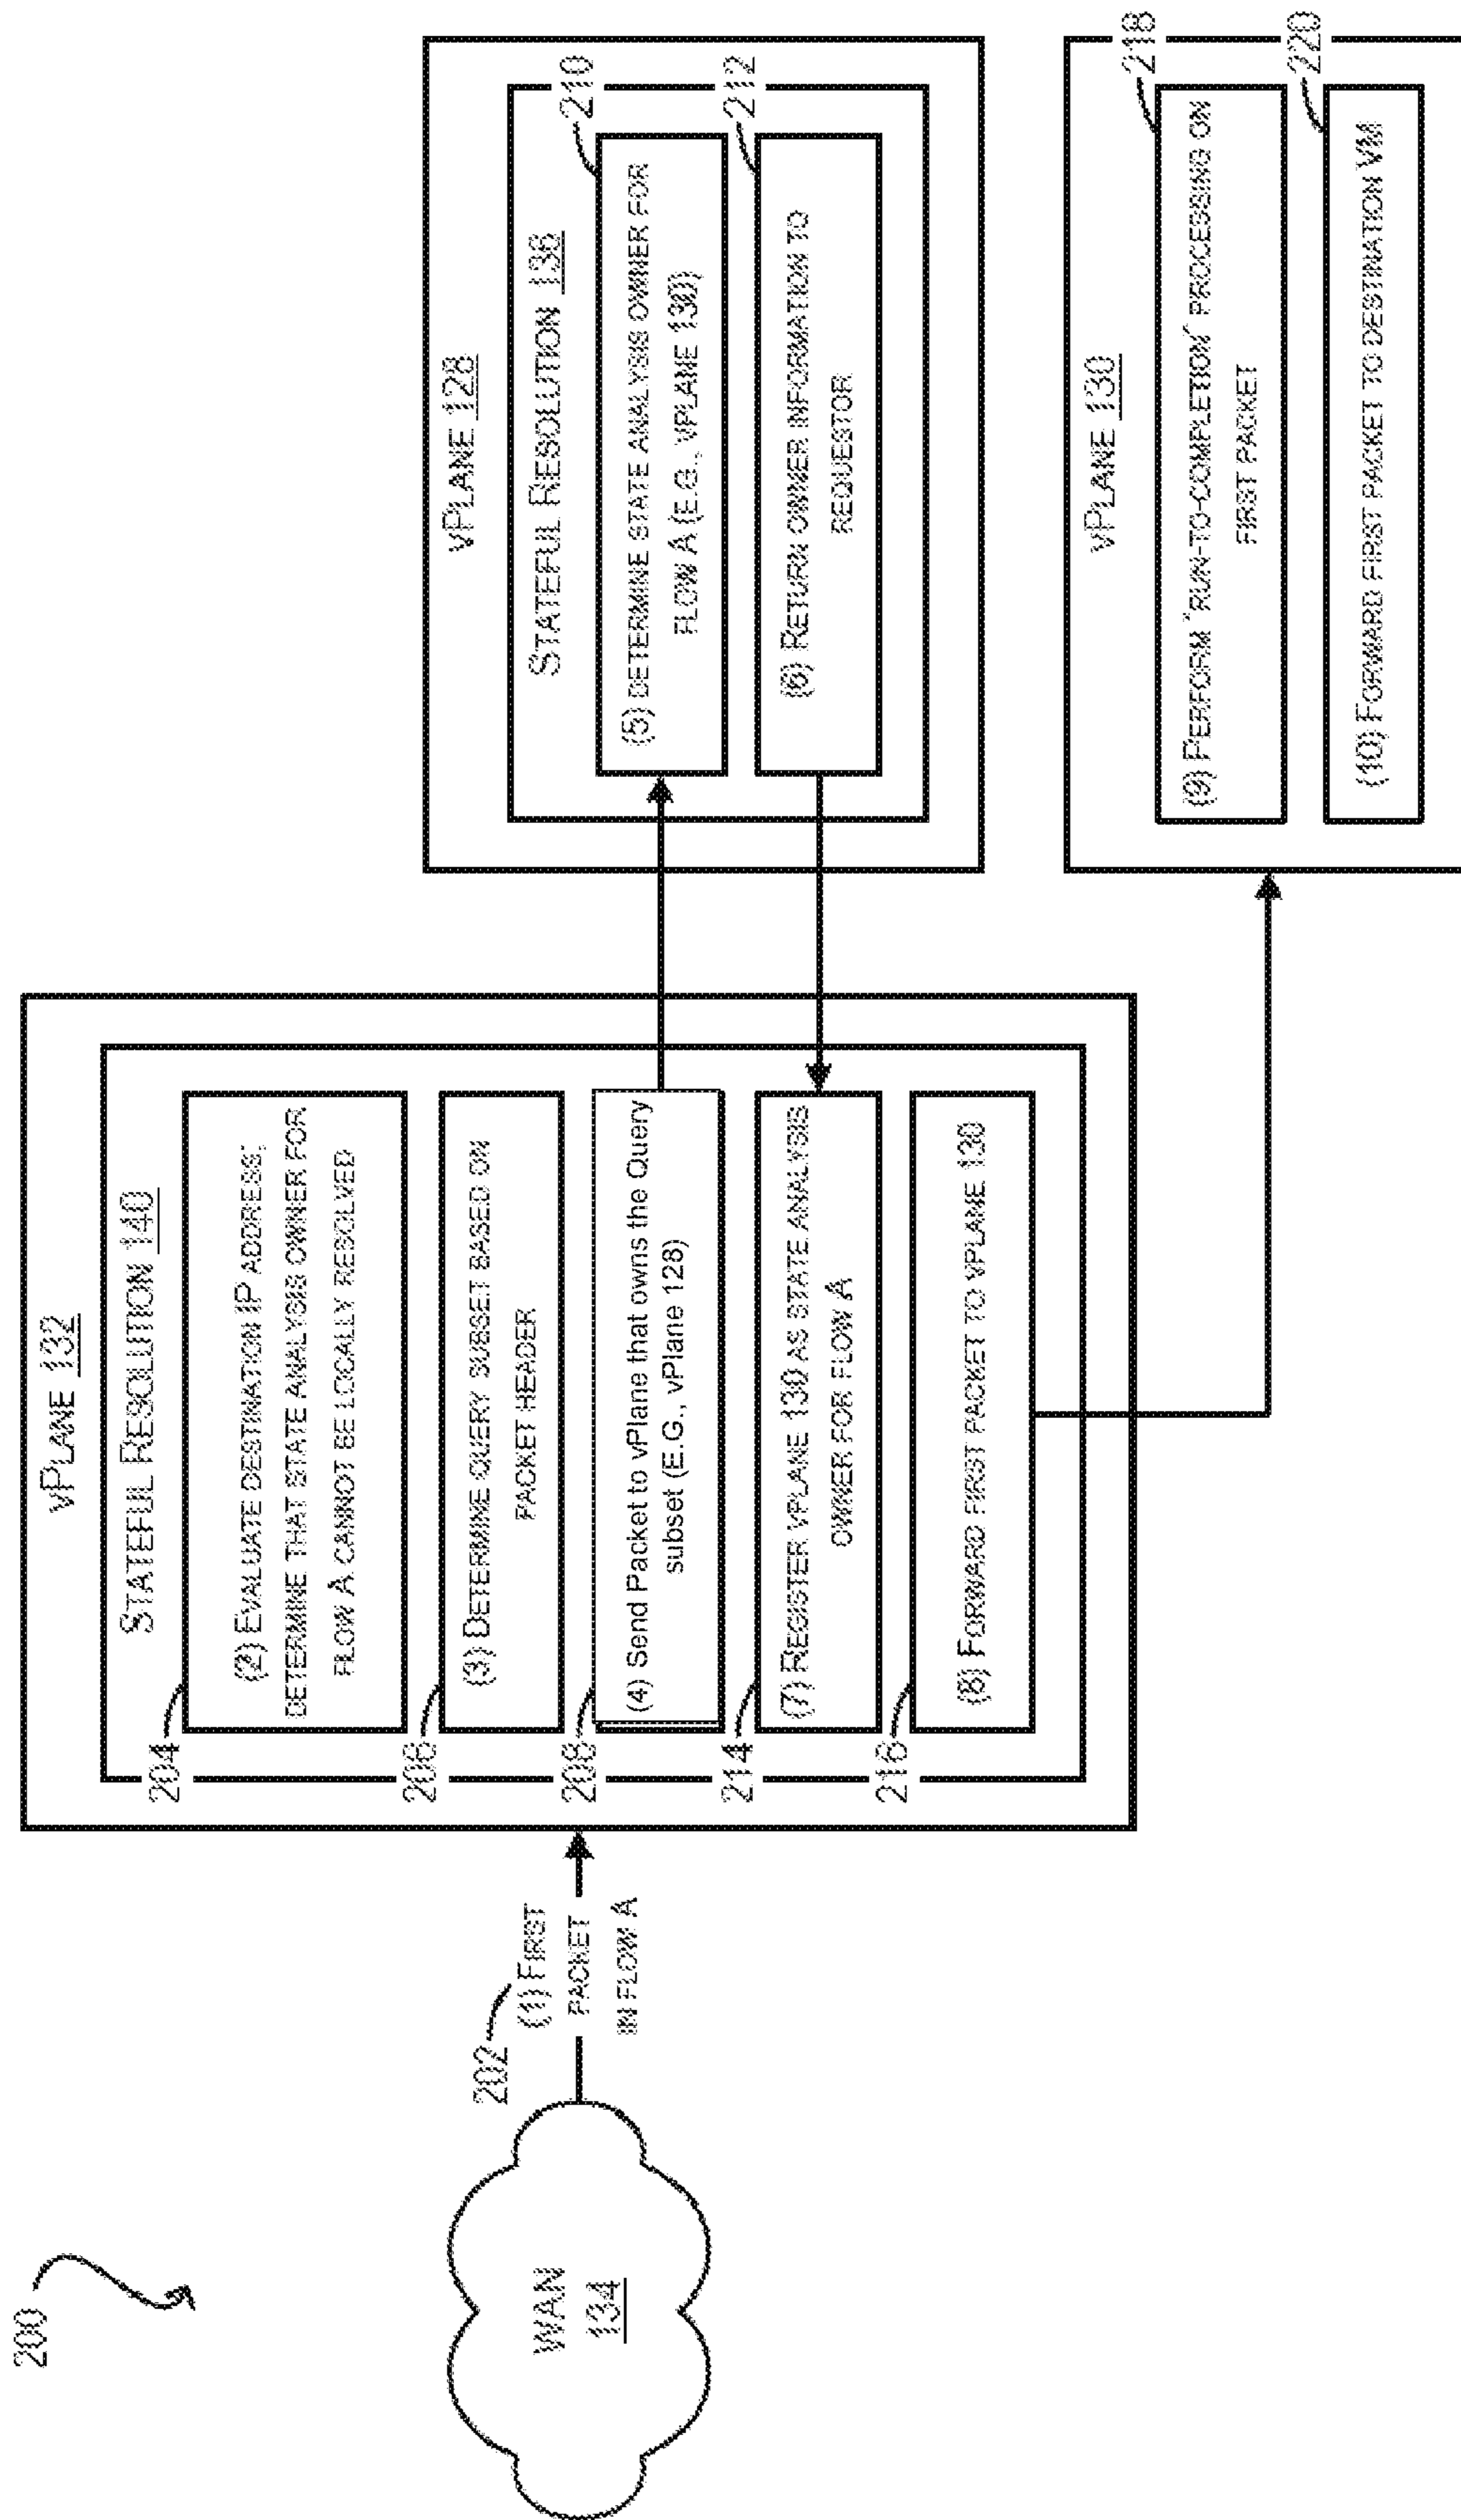 200
WAN
134
202
(1) FIRST
PACKET
IN FLOW A
VPLANE 132
STATEFUL RESOLUTION 140
204
(2) EVALUATE DESTINATION IP ADDRESS;
DETERMINE THAT STATE ANALYSIS OWNER FOR
FLOW A CANNOT BE LOCALLY RESOLVED
206
(3) DETERMINE QUERY SUBSET BASED ON
PACKET HEADER
208
(4) Send Packet to vPlane that owns the Query
subset (E.G., vPlane 128)
214
(7) REGISTER VPLANE 130 AS STATE ANALYSIS
OWNER FOR FLOW A
216
(8) FORWARD FIRST PACKET TO VPLANE 130
VPLANE 128
STATEFUL RESOLUTION 136
210
(5) DETERMINE STATE ANALYSIS OWNER FOR
FLOW A (E.G., VPLANE 130)
212
(6) RETURN OWNER INFORMATION TO
REQUESTOR
VPLANE 130
218
(9) PERFORM "RUN-TO-COMPLETION" PROCESSING ON
FIRST PACKET
220
(10) FORWARD FIRST PACKET TO DESTINATION VM